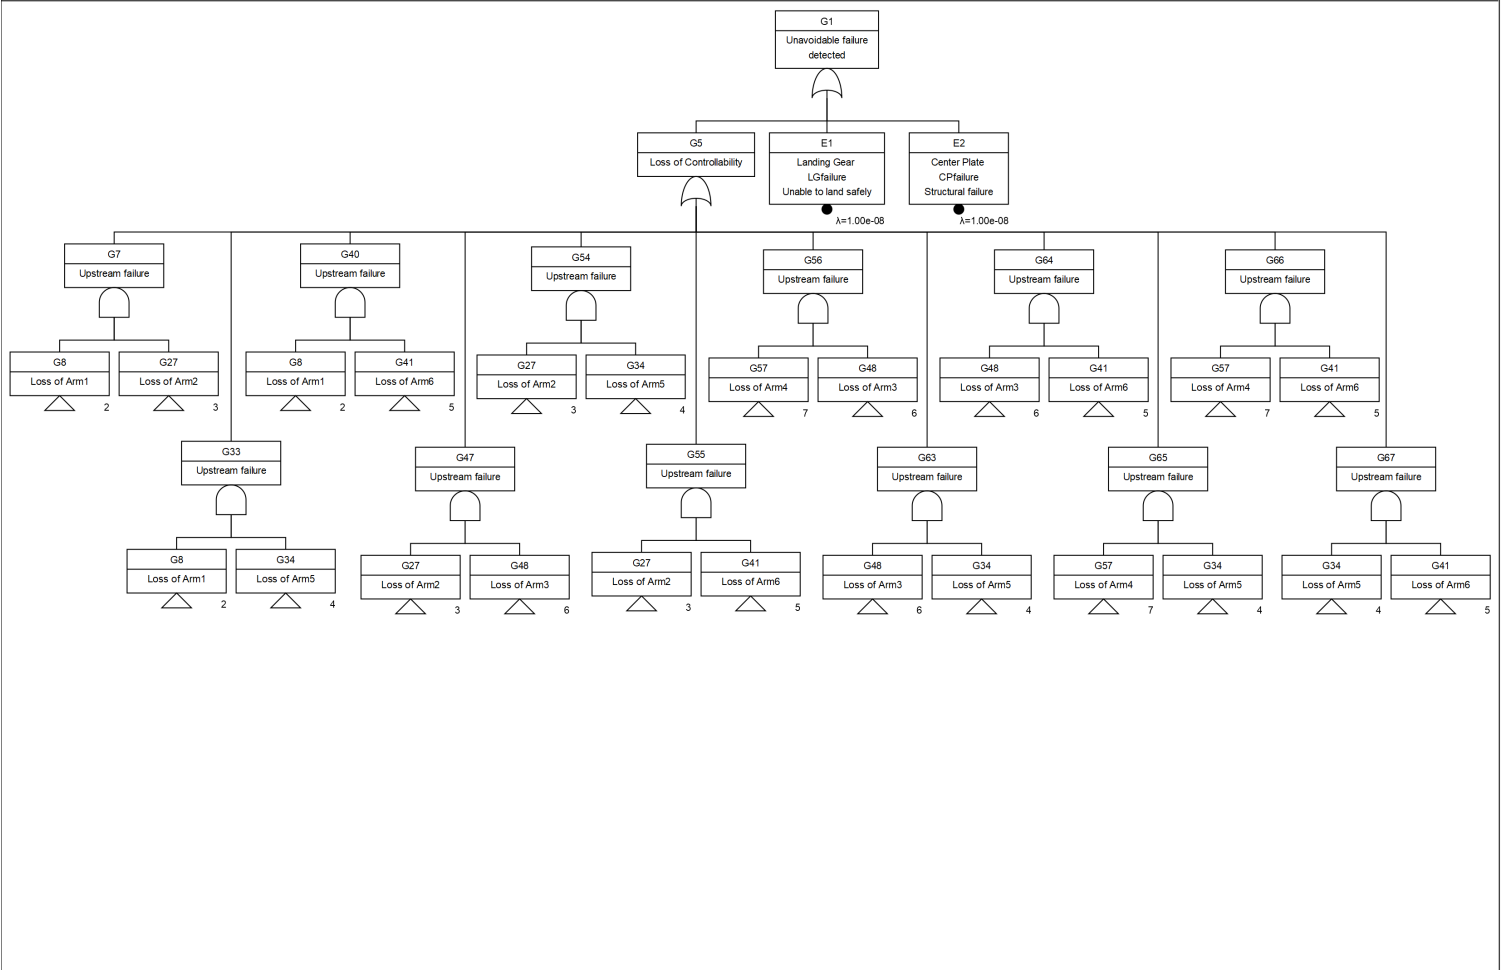 G1
Unavoidable failure
detected
G5
Loss of Controllability
E1
Landing Gear
LGfailure
Unable to land safely
λ=1.00e-08
E2
Center Plate
CPfailure
Structural failure
λ=1.00e-08
G7
Upstream failure
G40
Upstream failure
G54
Upstream failure
G56
Upstream failure
G64
Upstream failure
G66
Upstream failure
G8
Loss of Arm1
2
G27
Loss of Arm2
3
G8
Loss of Arm1
2
G41
Loss of Arm6
5
G27
Loss of Arm2
3
G34
Loss of Arm5
4
G57
Loss of Arm4
7
G48
Loss of Arm3
6
G48
Loss of Arm3
6
G41
Loss of Arm6
5
G57
Loss of Arm4
7
G41
Loss of Arm6
5
G33
Upstream failure
G47
Upstream failure
G55
Upstream failure
G63
Upstream failure
G65
Upstream failure
G67
Upstream failure
G8
Loss of Arm1
2
G34
Loss of Arm5
4
G27
Loss of Arm2
3
G48
Loss of Arm3
6
G27
Loss of Arm2
3
G41
Loss of Arm6
5
G48
Loss of Arm3
6
G34
Loss of Arm5
4
G57
Loss of Arm4
7
G34
Loss of Arm5
4
G34
Loss of Arm5
4
G41
Loss of Arm6
5